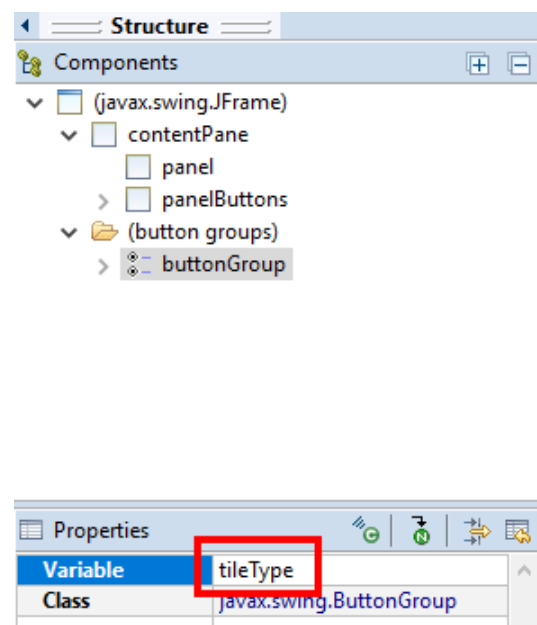 Structure
Components
(javax.swing.JFrame)
contentPane
panel
panelButtons
(button groups)
buttonGroup
Properties
Variable tileType
Class javax.swing.ButtonGroup